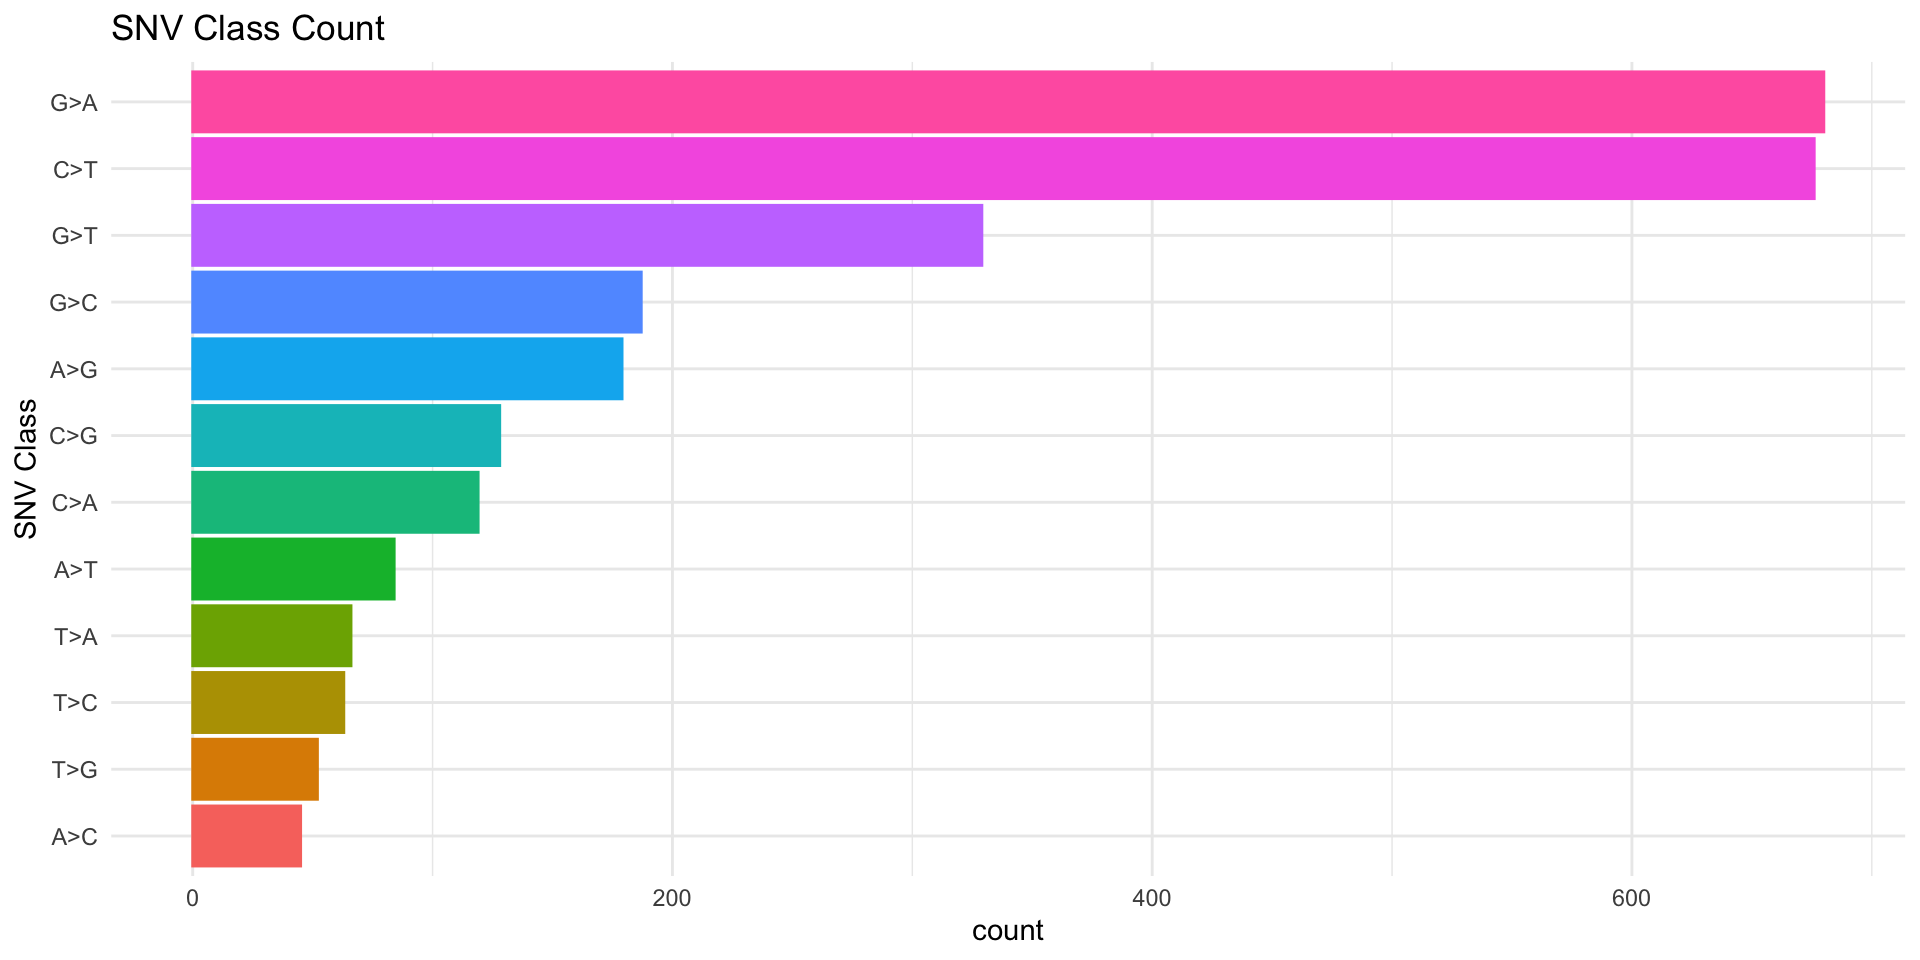 SNV Class Count
G>A
C>T
G>T
G>C
A>G
C>G
C>A
A>T
T>A
T>C
T>G
A>C
SNV Class
0 200 400 600
count